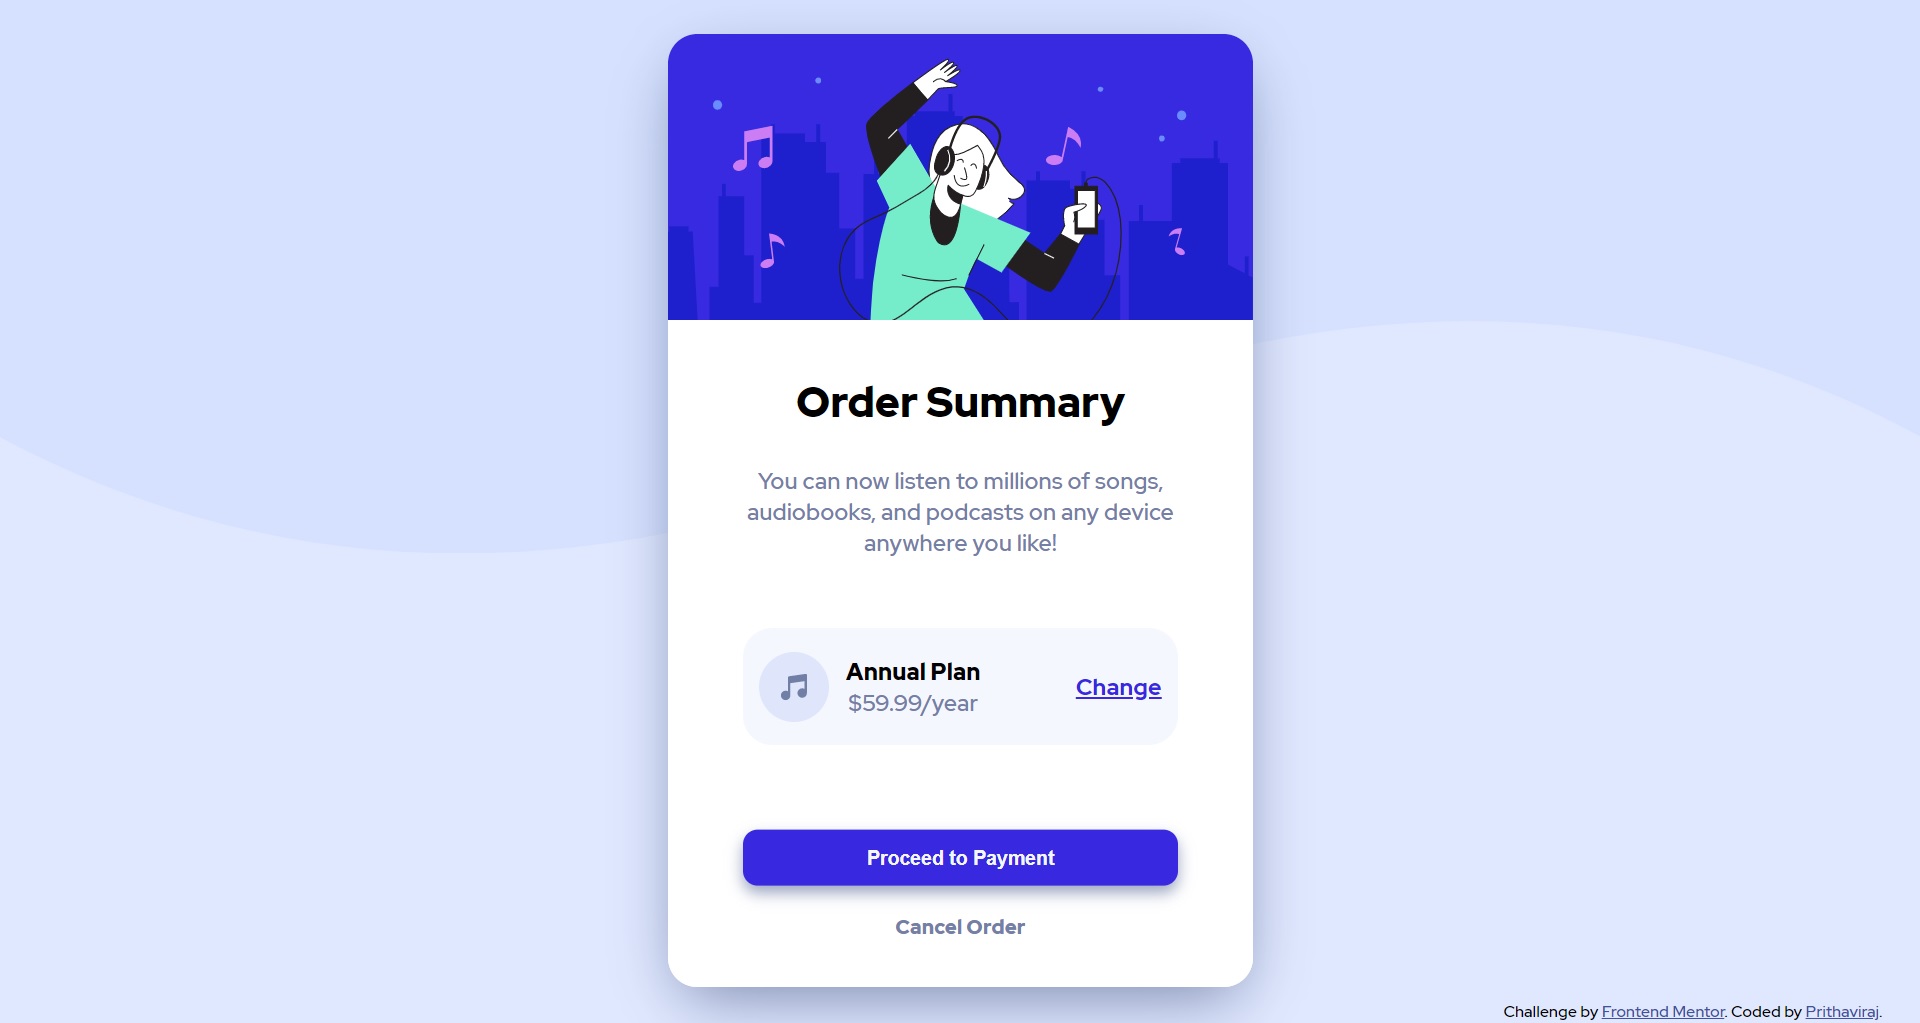 Order Summary
You can now listen to millions of songs,
audiobooks, and podcasts on any device
anywhere you like!
Annual Plan
$59.99/year
Change
Proceed to Payment
Cancel Order
Challenge by Frontend Mentor. Coded by Prithaviraj.